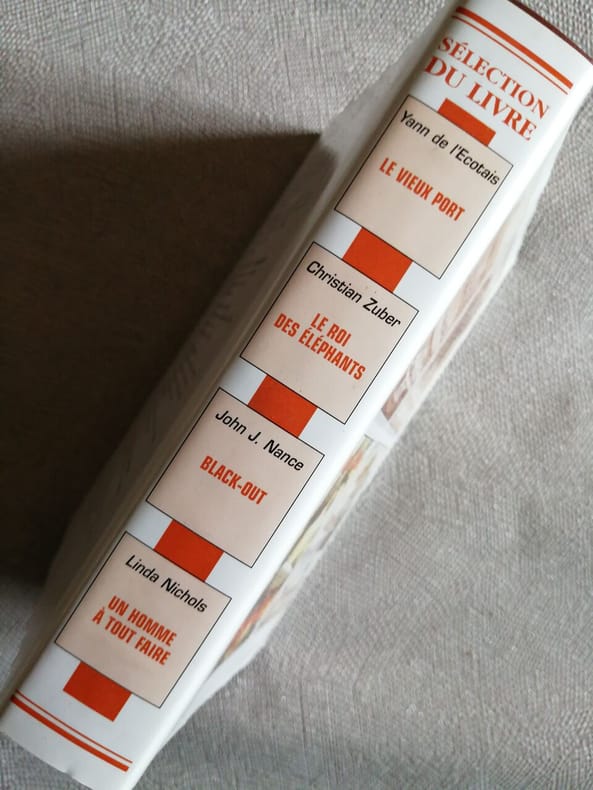 SÉLECTION
DU LIVRE
Yann de l'Ecotais
LE VIEUX PORT
Christian Zuber
LE ROI
DES ÉLÉPHANTS
John J. Nance
BLACK-OUT
Linda Nichols
UN HOMME
À TOUT FAIRE